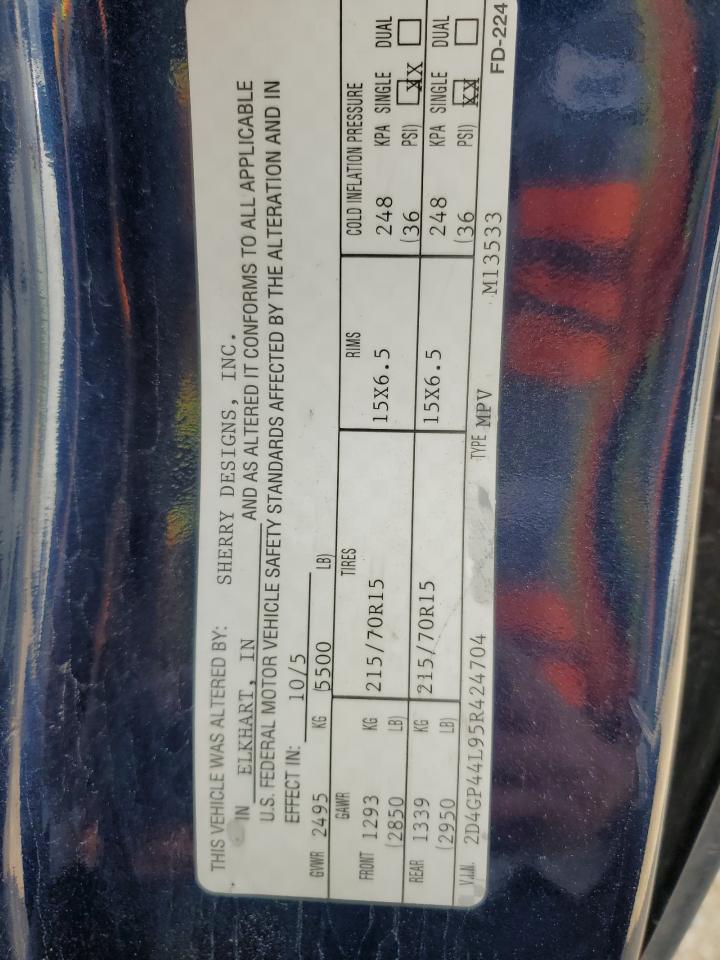 THIS VEHICLE WAS ALTERED BY: SHERRY DESIGNS, INC.
IN ELKHART, IN AND AS ALTERED IT CONFORMS TO ALL APPLICABLE
U.S. FEDERAL MOTOR VEHICLE SAFETY STANDARDS AFFECTED BY THE ALTERATION AND IN
EFFECT IN: 10/5
GVWR 2495 KG (5500 LB)
GAWR TIRES RIMS COLD INFLATION PRESSURE
FRONT 1293 KG 215/70R15 15X6.5 248 KPA SINGLE DUAL
(2850 LB) (36 PSI) XX
REAR 1339 KG 215/70R15 15X6.5 248 KPA SINGLE DUAL
(2950 LB) (36 PSI) XX
V.I.N. 2D4GP44L95R424704 TYPE MPV M13533
FD-224